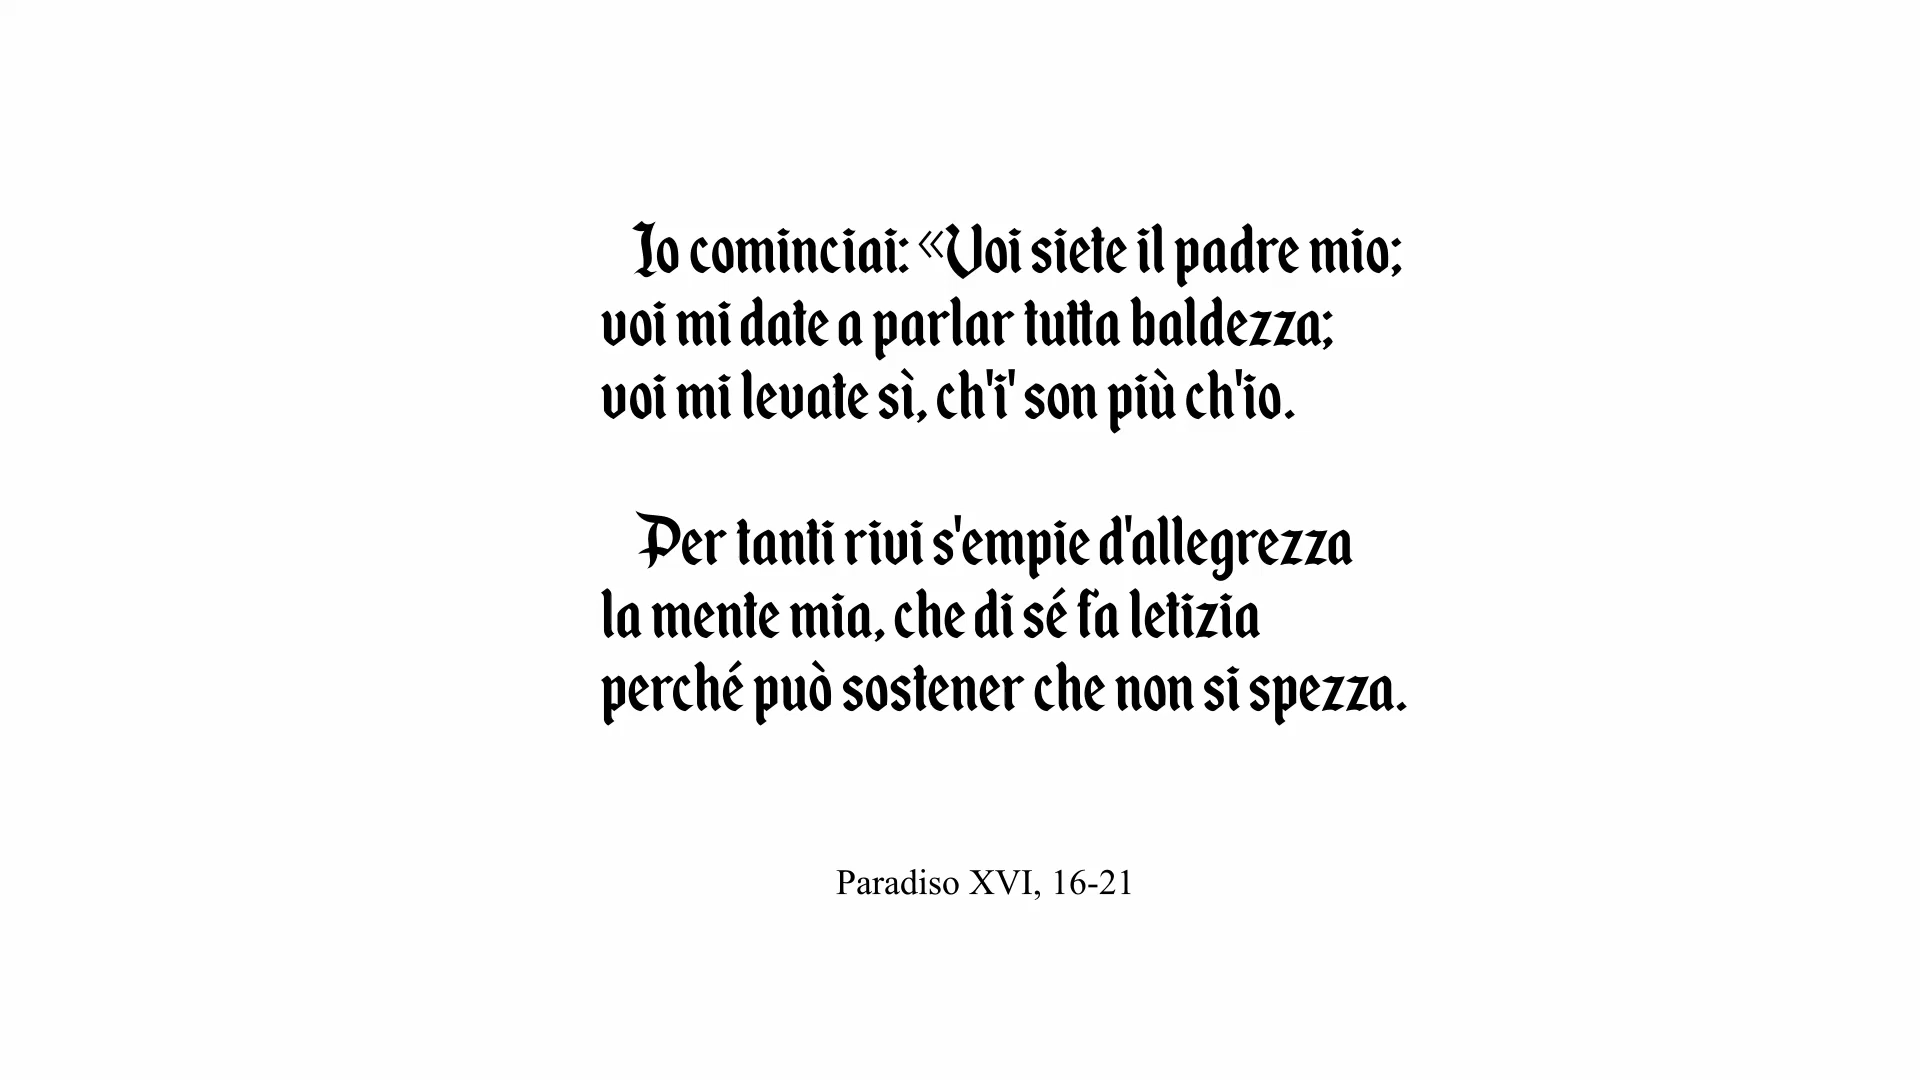 Io cominciai: «Voi siete il padre mio;
voi mi date a parlar tutta baldezza;
voi mi levate sì, ch'i' son più ch'io.
Per tanti rivi s'empie d'allegrezza
la mente mia, che di sé fa letizia
perché può sostener che non si spezza.
Paradiso XVI, 16-21